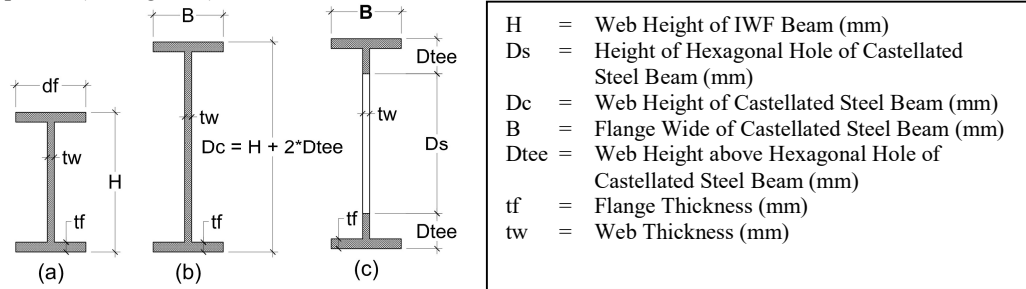 B
B
df
Dtee
tw
tw
tw
Dc = H + 2*Dtee
Ds
H
tf
tf
tf
Dtee
(a)
(b)
(c)
H = Web Height of IWF Beam (mm)
Ds = Height of Hexagonal Hole of Castellated
Steel Beam (mm)
Dc = Web Height of Castellated Steel Beam (mm)
B = Flange Wide of Castellated Steel Beam (mm)
Dtee = Web Height above Hexagonal Hole of
Castellated Steel Beam (mm)
tf = Flange Thickness (mm)
tw = Web Thickness (mm)